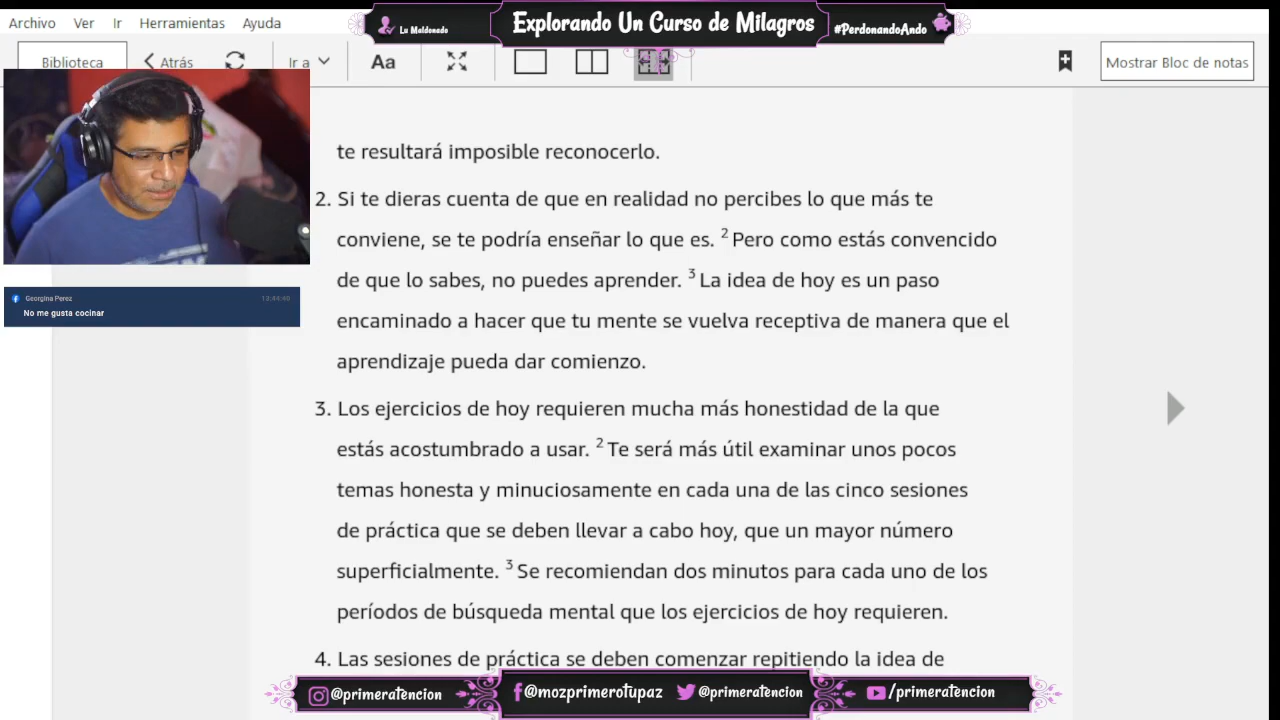 Archivo Ver Ir Herramientas Ayuda
Lu Maldonado
Explorando Un Curso de Milagros
#PerdonandoAndo
Biblioteca Atrás Ir a Aa Mostrar Bloc de notas
te resultará imposible reconocerlo.
2. Si te dieras cuenta de que en realidad no percibes lo que más te
conviene, se te podría enseñar lo que es. 2 Pero como estás convencido
de que lo sabes, no puedes aprender. 3 La idea de hoy es un paso
encaminado a hacer que tu mente se vuelva receptiva de manera que el
aprendizaje pueda dar comienzo.
Georgina Perez
No me gusta cocinar
3. Los ejercicios de hoy requieren mucha más honestidad de la que
estás acostumbrado a usar. 2 Te será más útil examinar unos pocos
temas honesta y minuciosamente en cada una de las cinco sesiones
de práctica que se deben llevar a cabo hoy, que un mayor número
superficialmente. 3 Se recomiendan dos minutos para cada uno de los
períodos de búsqueda mental que los ejercicios de hoy requieren.
4. Las sesiones de práctica se deben comenzar repitiendo la idea de
@primeratencion
@mozprimerotupaz
@primeratencion
/primeratencion